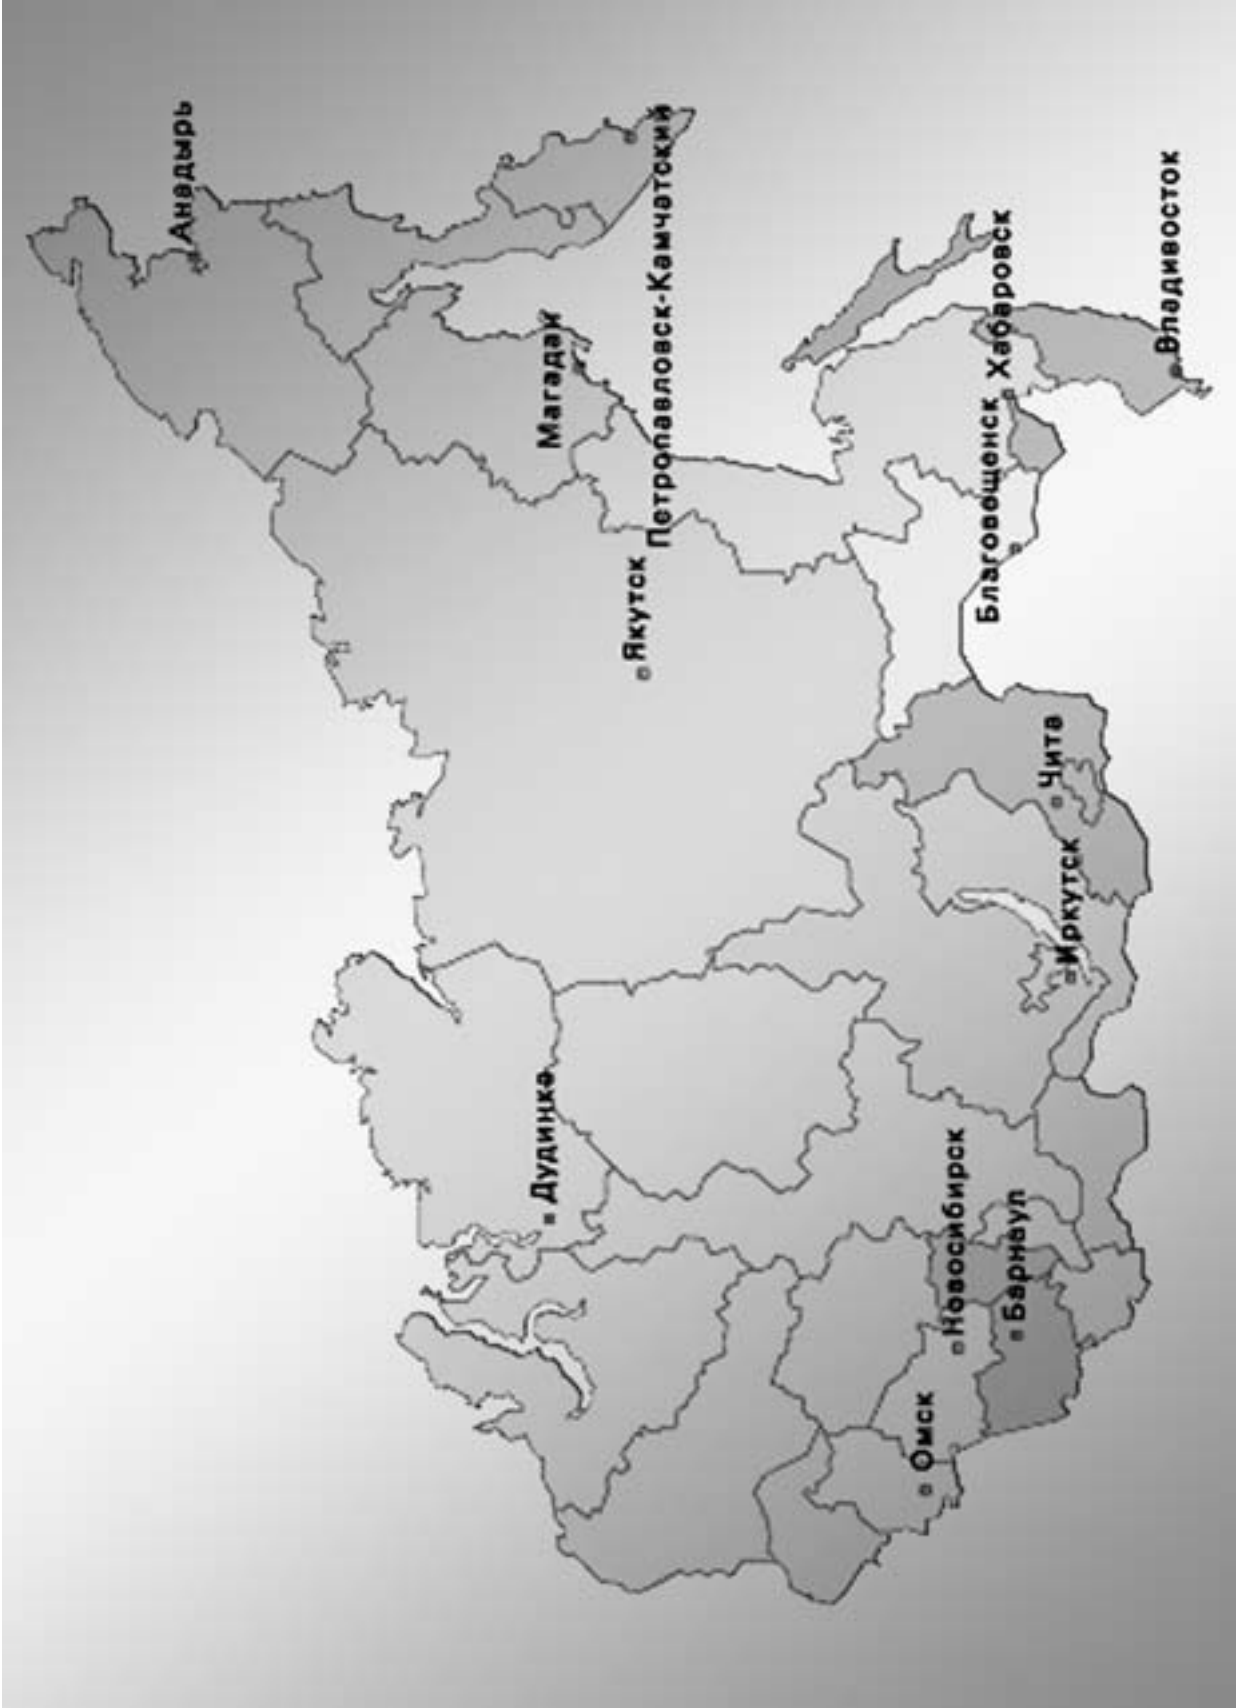 Анадырь
Магадан
Петропавловск-Камчатский
Якутск
Дудинка
Хабаровск
Благовещенск
Владивосток
Чита
Иркутск
Новосибирск
Барнаул
Омск